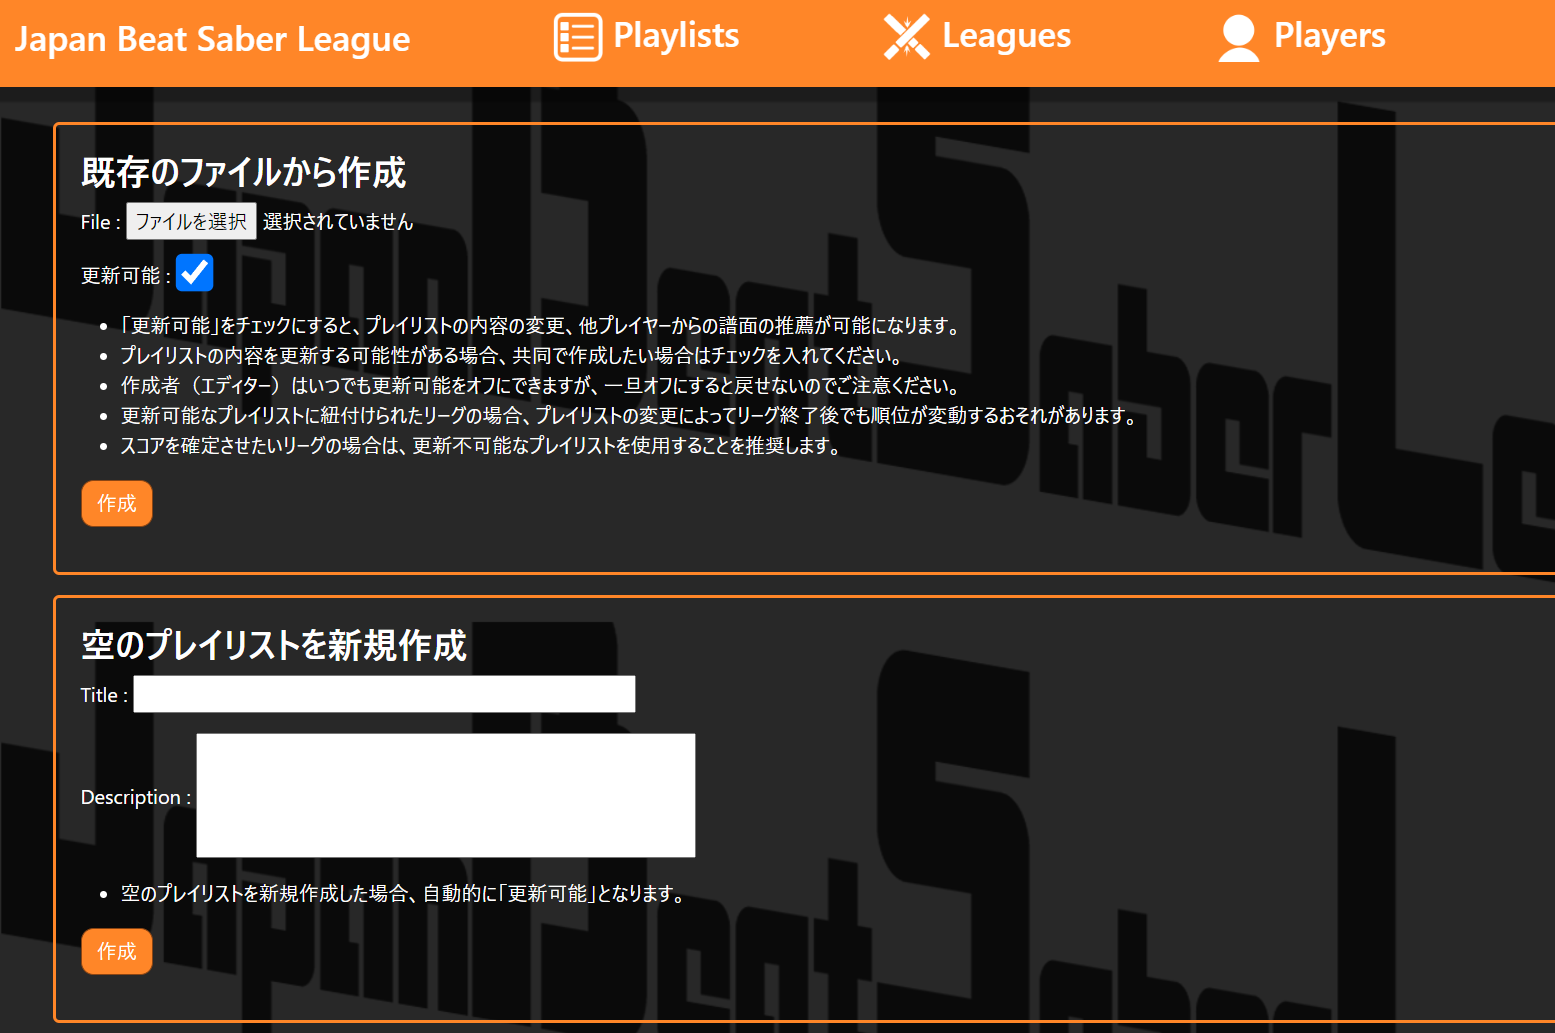 Japan Beat Saber League
Playlists
Leagues
Players
既存のファイルから作成
File : ファイルを選択 選択されていません
更新可能 :
「更新可能」をチェックにすると、プレイリストの内容の変更、他プレイヤーからの譜面の推薦が可能になります。
プレイリストの内容を更新する可能性がある場合、共同で作成したい場合はチェックを入れてください。
作成者（エディター）はいつでも更新可能をオフにできますが、一旦オフにすると戻せないのでご注意ください。
更新可能なプレイリストに紐付けられたリーグの場合、プレイリストの変更によってリーグ終了後でも順位が変動するおそれがあります。
スコアを確定させたいリーグの場合は、更新不可能なプレイリストを使用することを推奨します。
作成
空のプレイリストを新規作成
Title :
Description :
空のプレイリストを新規作成した場合、自動的に「更新可能」となります。
作成